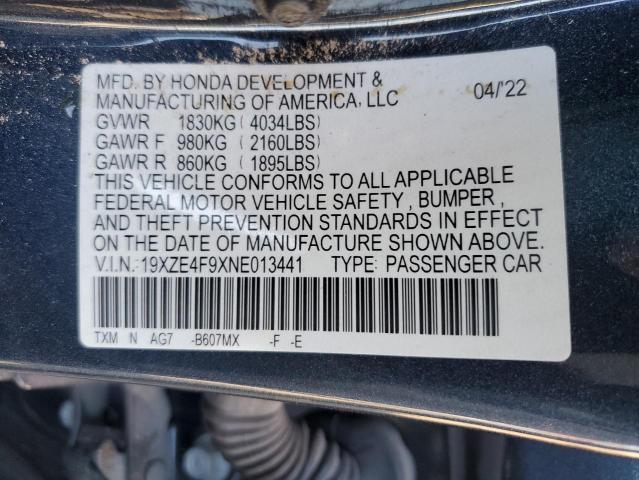 MFD. BY HONDA DEVELOPMENT &
MANUFACTURING OF AMERICA, LLC 04/'22
GVWR 1830KG (4034LBS)
GAWR F 980KG (2160LBS)
GAWR R 860KG (1895LBS)
THIS VEHICLE CONFORMS TO ALL APPLICABLE
FEDERAL MOTOR VEHICLE SAFETY , BUMPER ,
AND THEFT PREVENTION STANDARDS IN EFFECT
ON THE DATE OF MANUFACTURE SHOWN ABOVE.
V.I.N.: 19XZE4F9XNE013441 TYPE: PASSENGER CAR
TXM N AG7 -B607MX -F -E